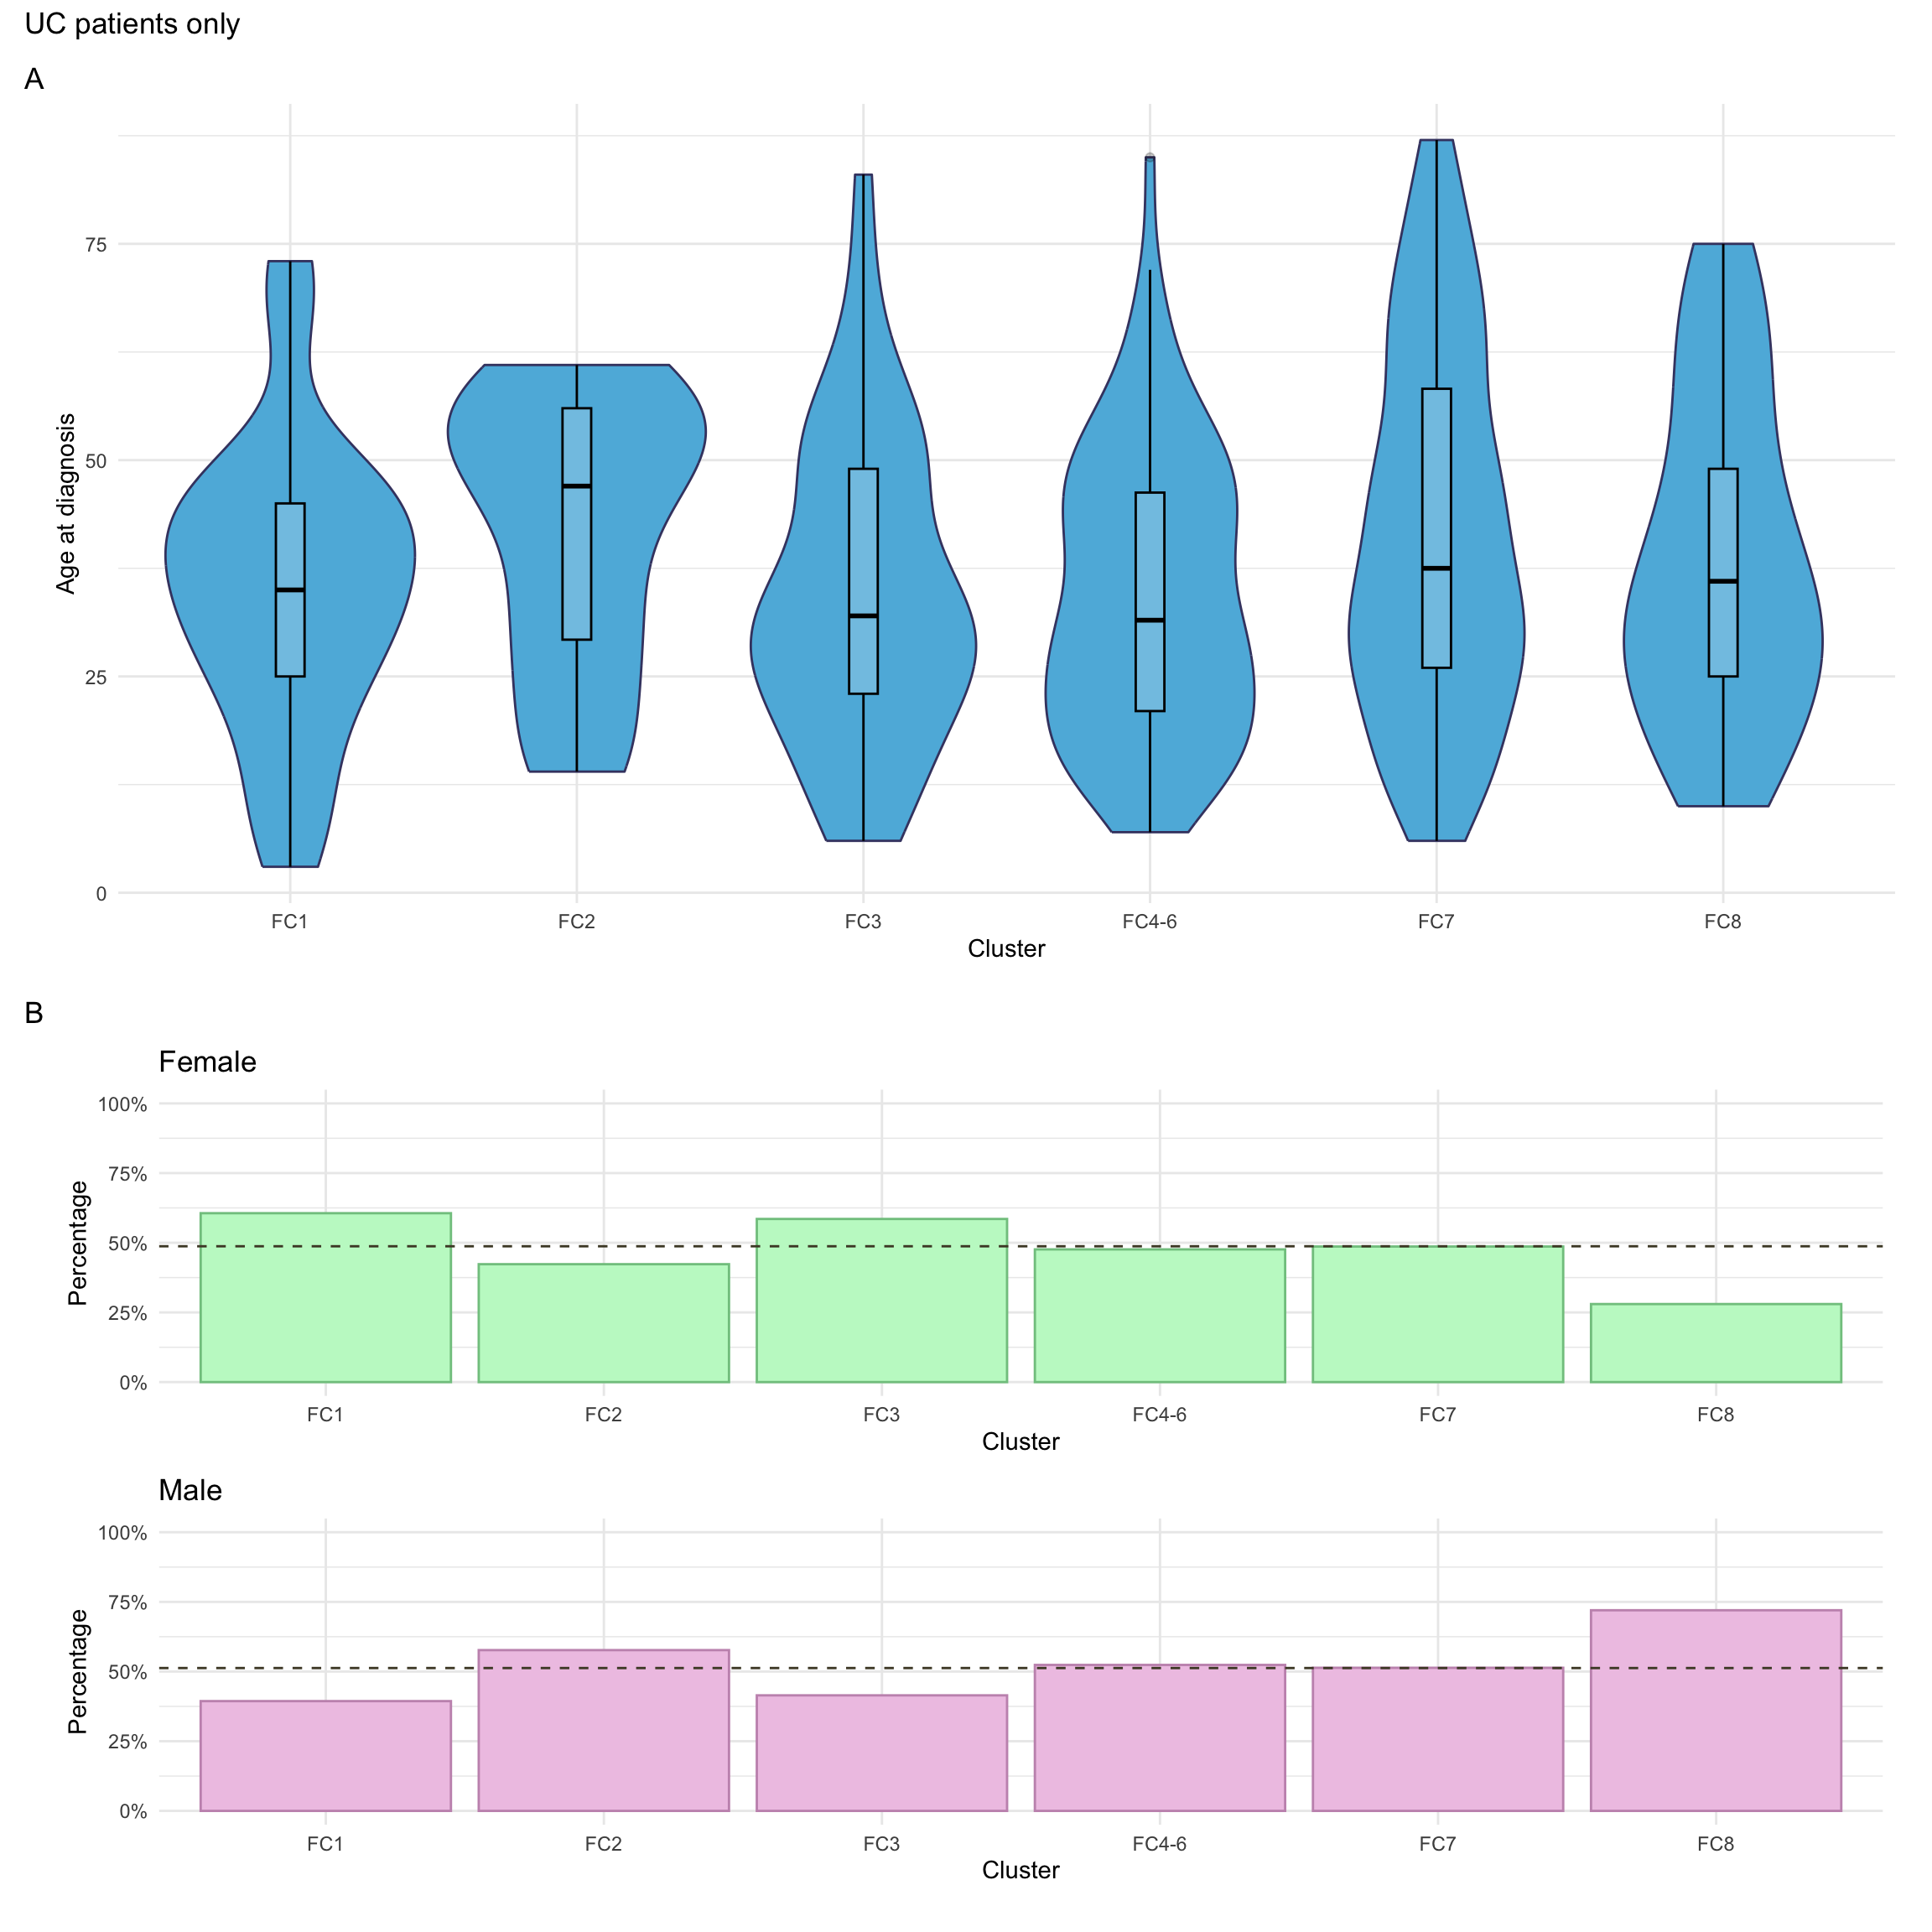 UC patients only
A
Age at diagnosis
75
50
25
0
FC1 FC2 FC3 FC4-6 FC7 FC8
Cluster
B
Female
Percentage
100%
75%
50%
25%
0%
FC1 FC2 FC3 FC4-6 FC7 FC8
Cluster
Male
Percentage
100%
75%
50%
25%
0%
FC1 FC2 FC3 FC4-6 FC7 FC8
Cluster